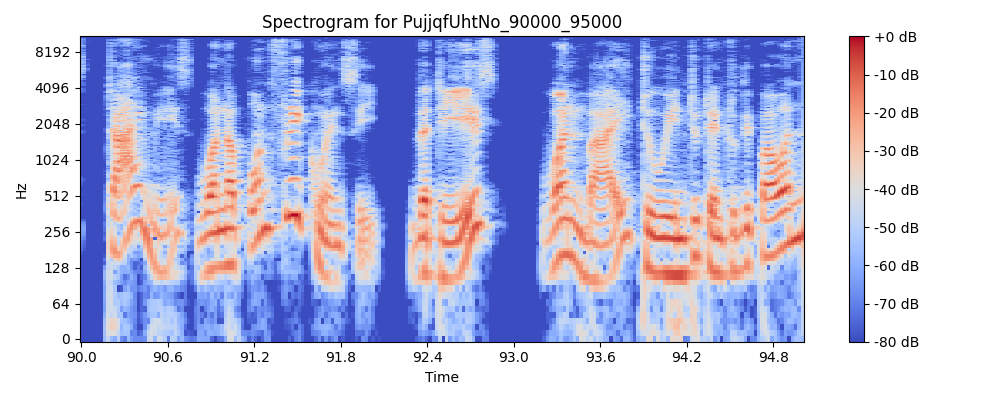 Spectrogram for PujjqfUhtNo_90000_95000
8192
4096
2048
1024
512
256
128
64
0
Hz
90.0 90.6 91.2 91.8 92.4 93.0 93.6 94.2 94.8
Time
+0 dB
-10 dB
-20 dB
-30 dB
-40 dB
-50 dB
-60 dB
-70 dB
-80 dB